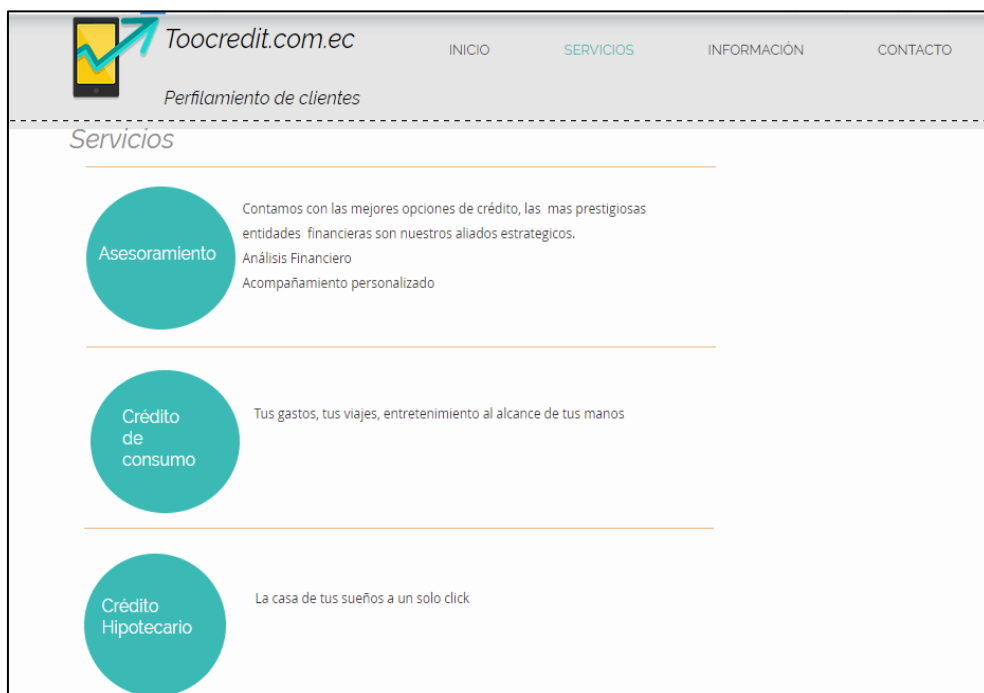 Toocredit.com.ec
INICIO
SERVICIOS
INFORMACIÓN
CONTACTO
Perfilamiento de clientes
Servicios
Asesoramiento
Contamos con las mejores opciones de crédito, las mas prestigiosas
entidades financieras son nuestros aliados estrategicos.
Análisis Financiero
Acompañamiento personalizado
Crédito
de
consumo
Tus gastos, tus viajes, entretenimiento al alcance de tus manos
Crédito
Hipotecario
La casa de tus sueños a un solo click